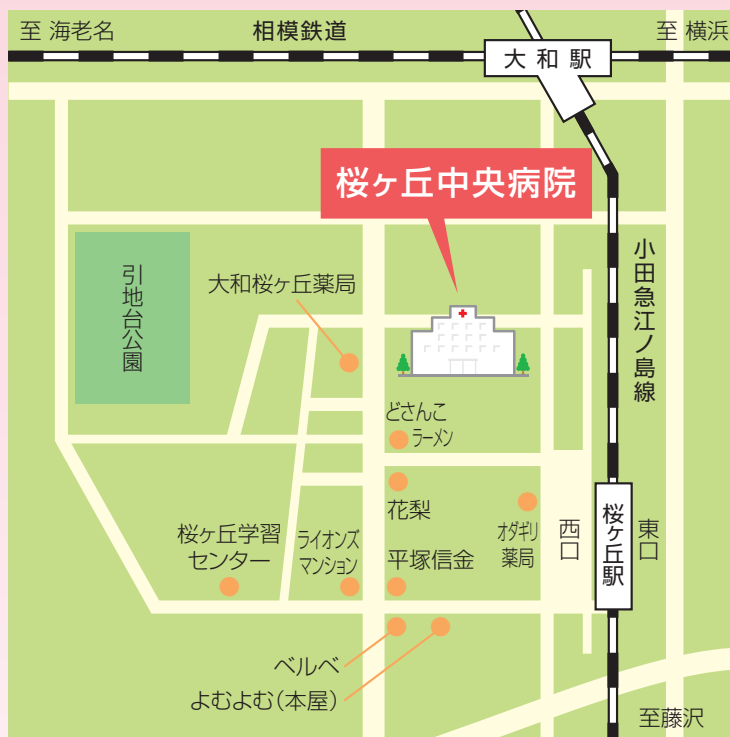 至 海老名
相模鉄道
至 横浜
大和駅
桜ヶ丘中央病院
小田急江ノ島線
引地台公園
大和桜ヶ丘薬局
どさんこ
ラーメン
花梨
オダギリ
薬局
西口
桜ヶ丘駅
東口
桜ヶ丘学習
センター
ライオンズ
マンション
平塚信金
ベルベ
よむよむ(本屋)
至藤沢